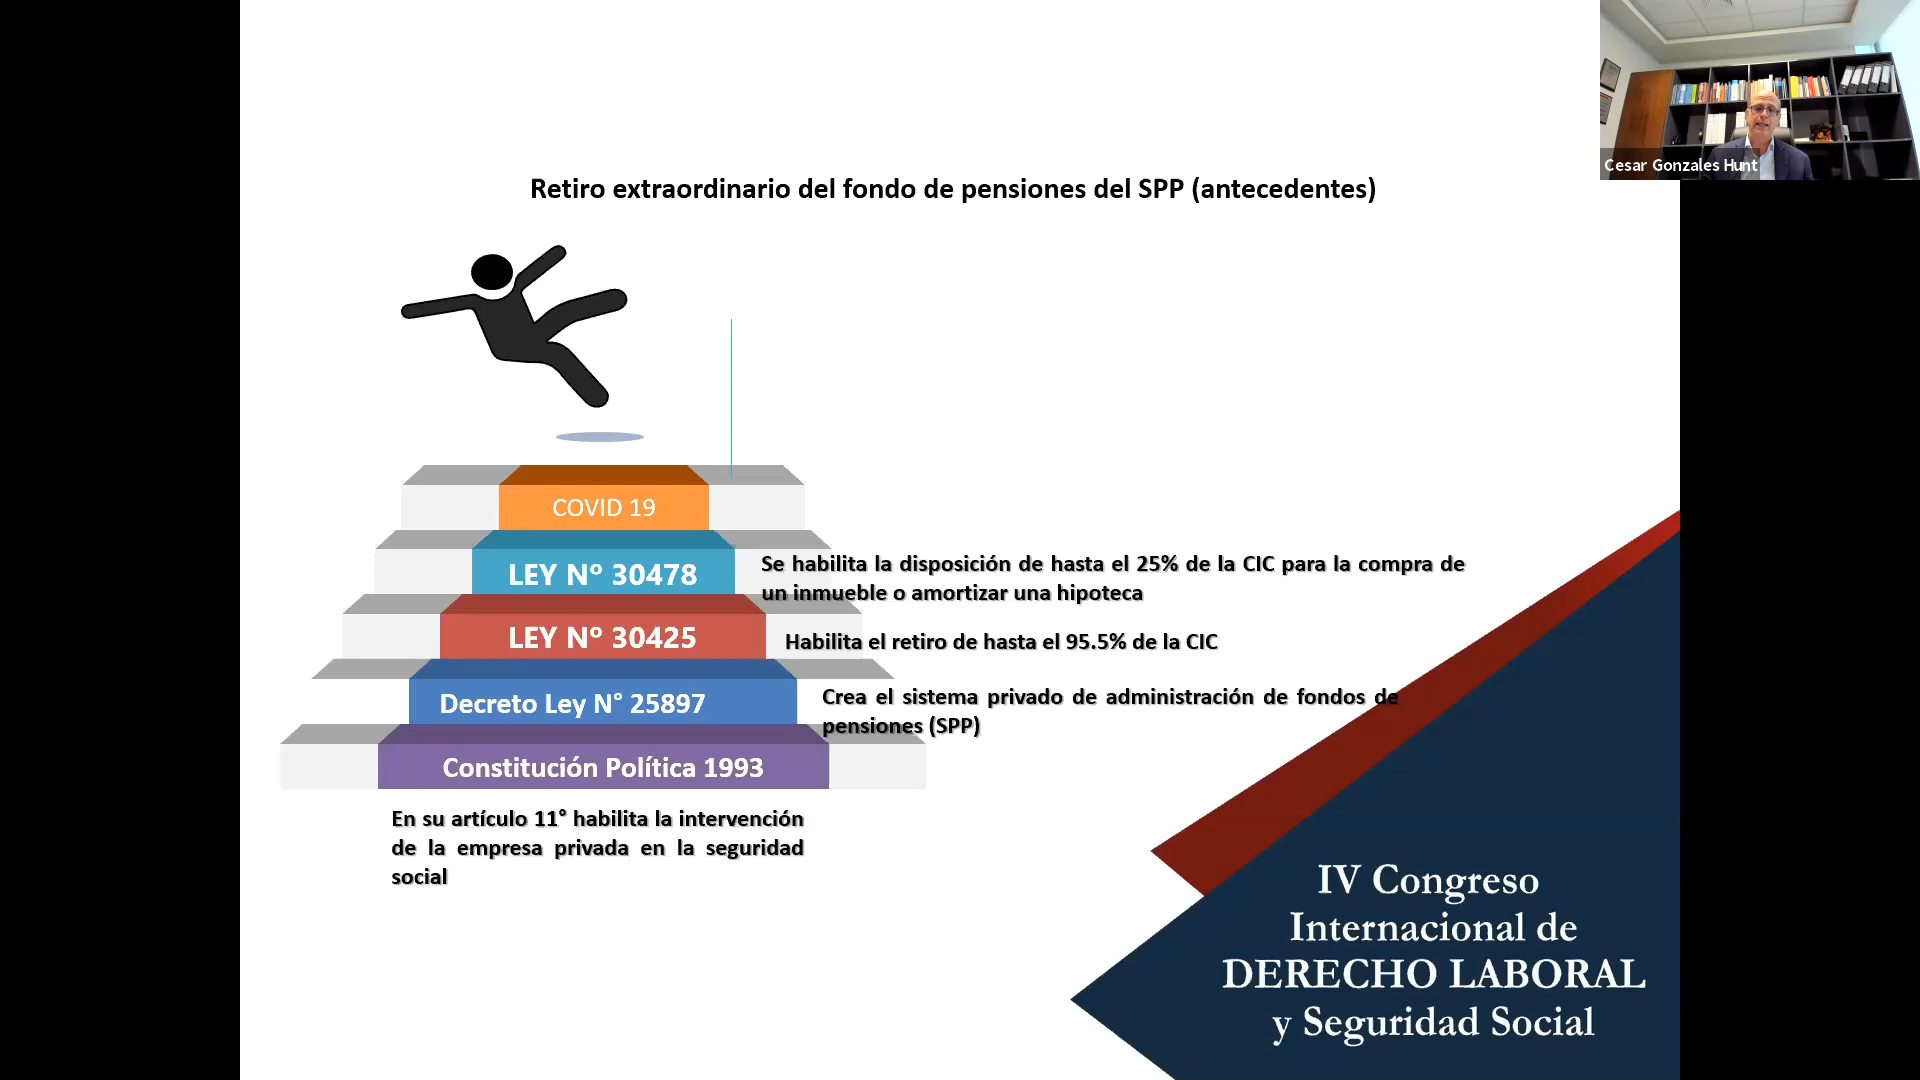 Cesar Gonzales Hunt
Retiro extraordinario del fondo de pensiones del SPP (antecedentes)
COVID 19
LEY Nº 30478
Se habilita la disposición de hasta el 25% de la CIC para la compra de
un inmueble o amortizar una hipoteca
LEY Nº 30425
Habilita el retiro de hasta el 95.5% de la CIC
Decreto Ley N° 25897
Crea el sistema privado de administración de fondos de
pensiones (SPP)
Constitución Política 1993
En su artículo 11° habilita la intervención
de la empresa privada en la seguridad
social
IV Congreso
Internacional de
DERECHO LABORAL
y Seguridad Social